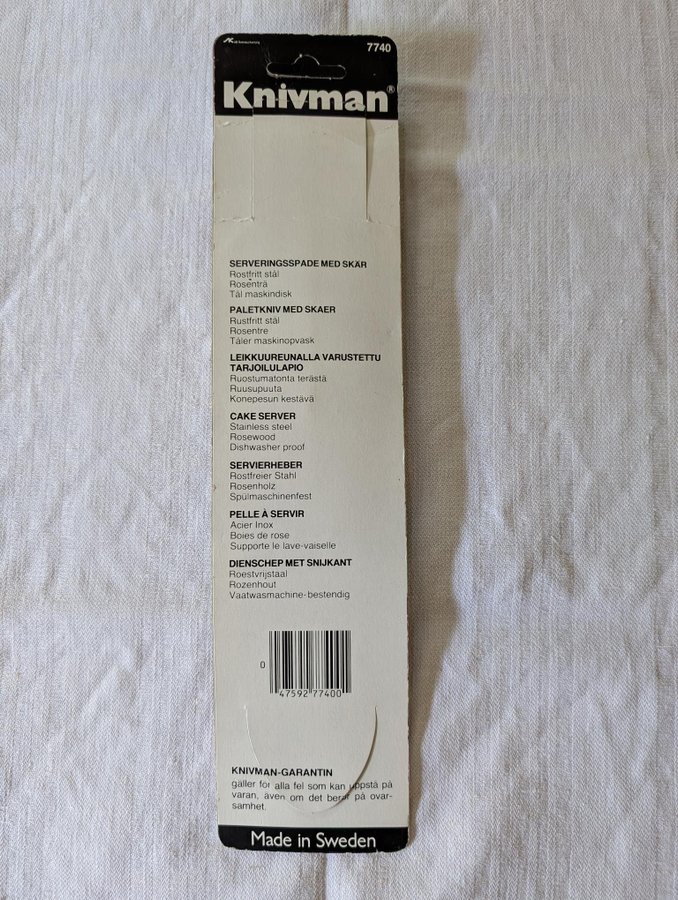 7740
Knivman®
SERVERINGSSPADE MED SKÄR
Rostfritt stål
Rosenträ
Tål maskindisk
PALETKNIV MED SKAER
Rustfritt stål
Rosentre
Tåler maskinopvask
LEIKKUUREUNALLA VARUSTETTU
TARJOILULAPIO
Ruostumatonta terästä
Ruusupuuta
Konepesun kestävä
CAKE SERVER
Stainless steel
Rosewood
Dishwasher proof
SERVIERHEBER
Rostfreier Stahl
Rosenholz
Spülmaschinenfest
PELLE À SERVIR
Acier Inox
Boies de rose
Supporte le lave-vaiselle
DIENSCHEP MET SNIJKANT
Roestvrijstaal
Rozenhout
Vaatwasmachine-bestendig
0 47592 77400
KNIVMAN-GARANTIN
gäller för alla fel som kan uppstå på
varan, även om det beror på ovar-
samhet.
Made in Sweden